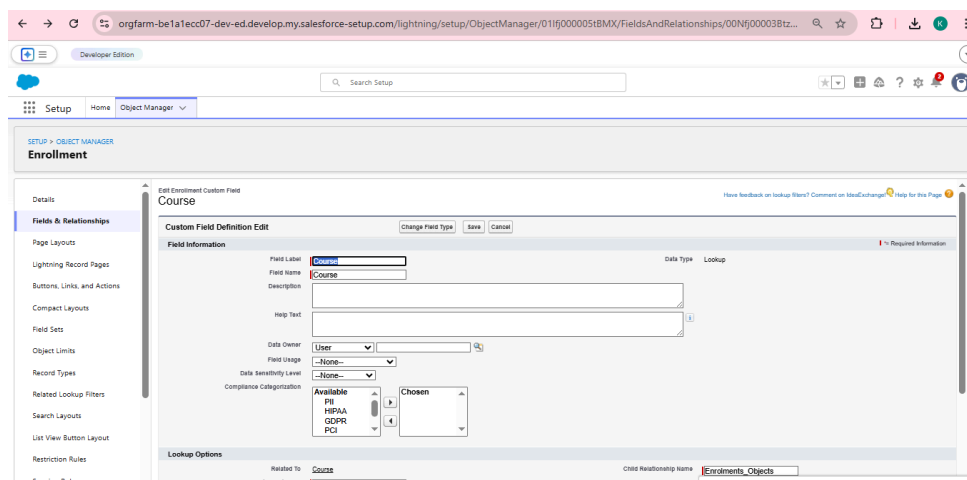 orgfarm-be1a1ecc07-dev-ed.develop.my.salesforce-setup.com/lightning/setup/ObjectManager/01Ifj000005tBMX/FieldsAndRelationships/00Nfj00003Btz...
K
Developer Edition
Search Setup
2
Setup
Home
Object Manager
SETUP > OBJECT MANAGER
Enrollment
Details
Fields & Relationships
Page Layouts
Lightning Record Pages
Buttons, Links, and Actions
Compact Layouts
Field Sets
Object Limits
Record Types
Related Lookup Filters
Search Layouts
List View Button Layout
Restriction Rules
Edit Enrollment Custom Field
Course
Have feedback on lookup filters? Comment on IdeaExchange!
Help for this Page
Custom Field Definition Edit
Change Field Type
Save
Cancel
Field Information
= Required Information
Field Label
Course
Data Type
Lookup
Field Name
Course
Description
Help Text
i
Data Owner
User
Field Usage
--None--
Data Sensitivity Level
--None--
Compliance Categorization
Available
PII
HIPAA
GDPR
PCI
Chosen
Lookup Options
Related To
Course
Child Relationship Name
Enrolments_Objects